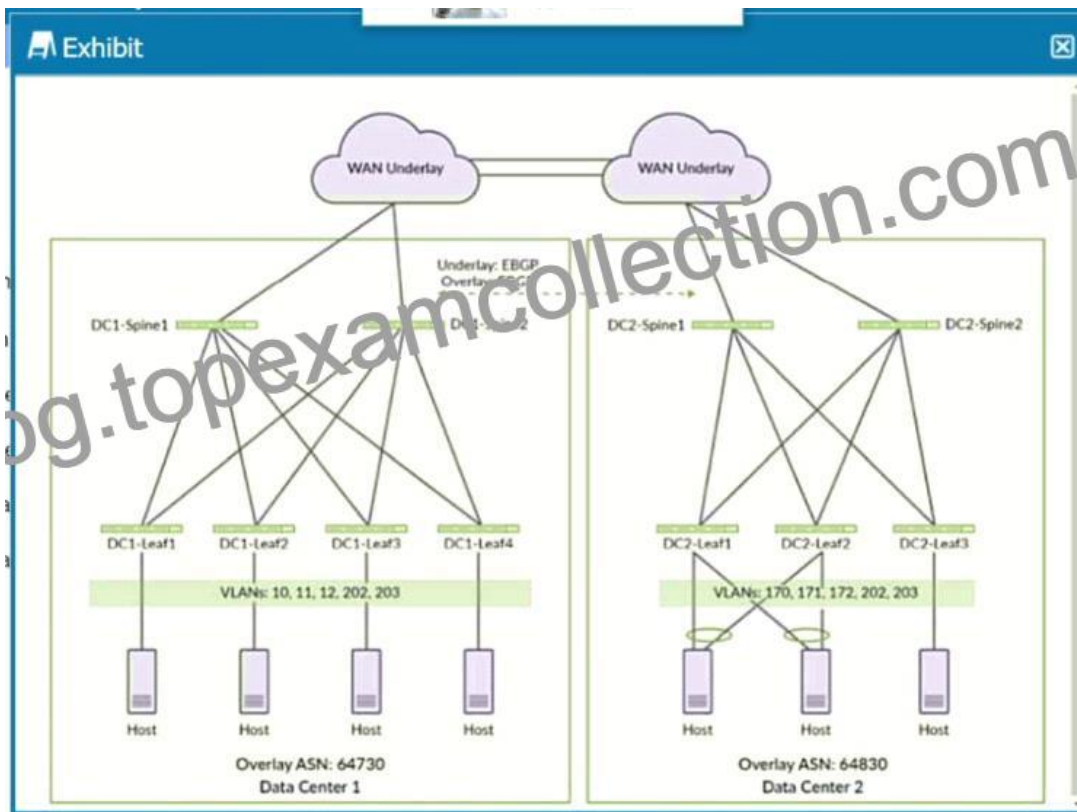 Exhibit
WAN Underlay
WAN Underlay
Underlay: EBGP
Overlay:
DC1-Spine1
DC2-Spine1
DC2-Spine2
DC1-Leaf1
DC1-Leaf2
DC1-Leaf3
DC1-Leaf4
DC2-Leaf1
DC2-Leaf2
DC2-Leaf3
VLANs: 10, 11, 12, 202, 203
VLANs: 170, 171, 172, 202, 203
Host
Host
Host
Host
Host
Host
Host
Overlay ASN: 64730
Data Center 1
Overlay ASN: 64830
Data Center 2
og.topexamcollection.com